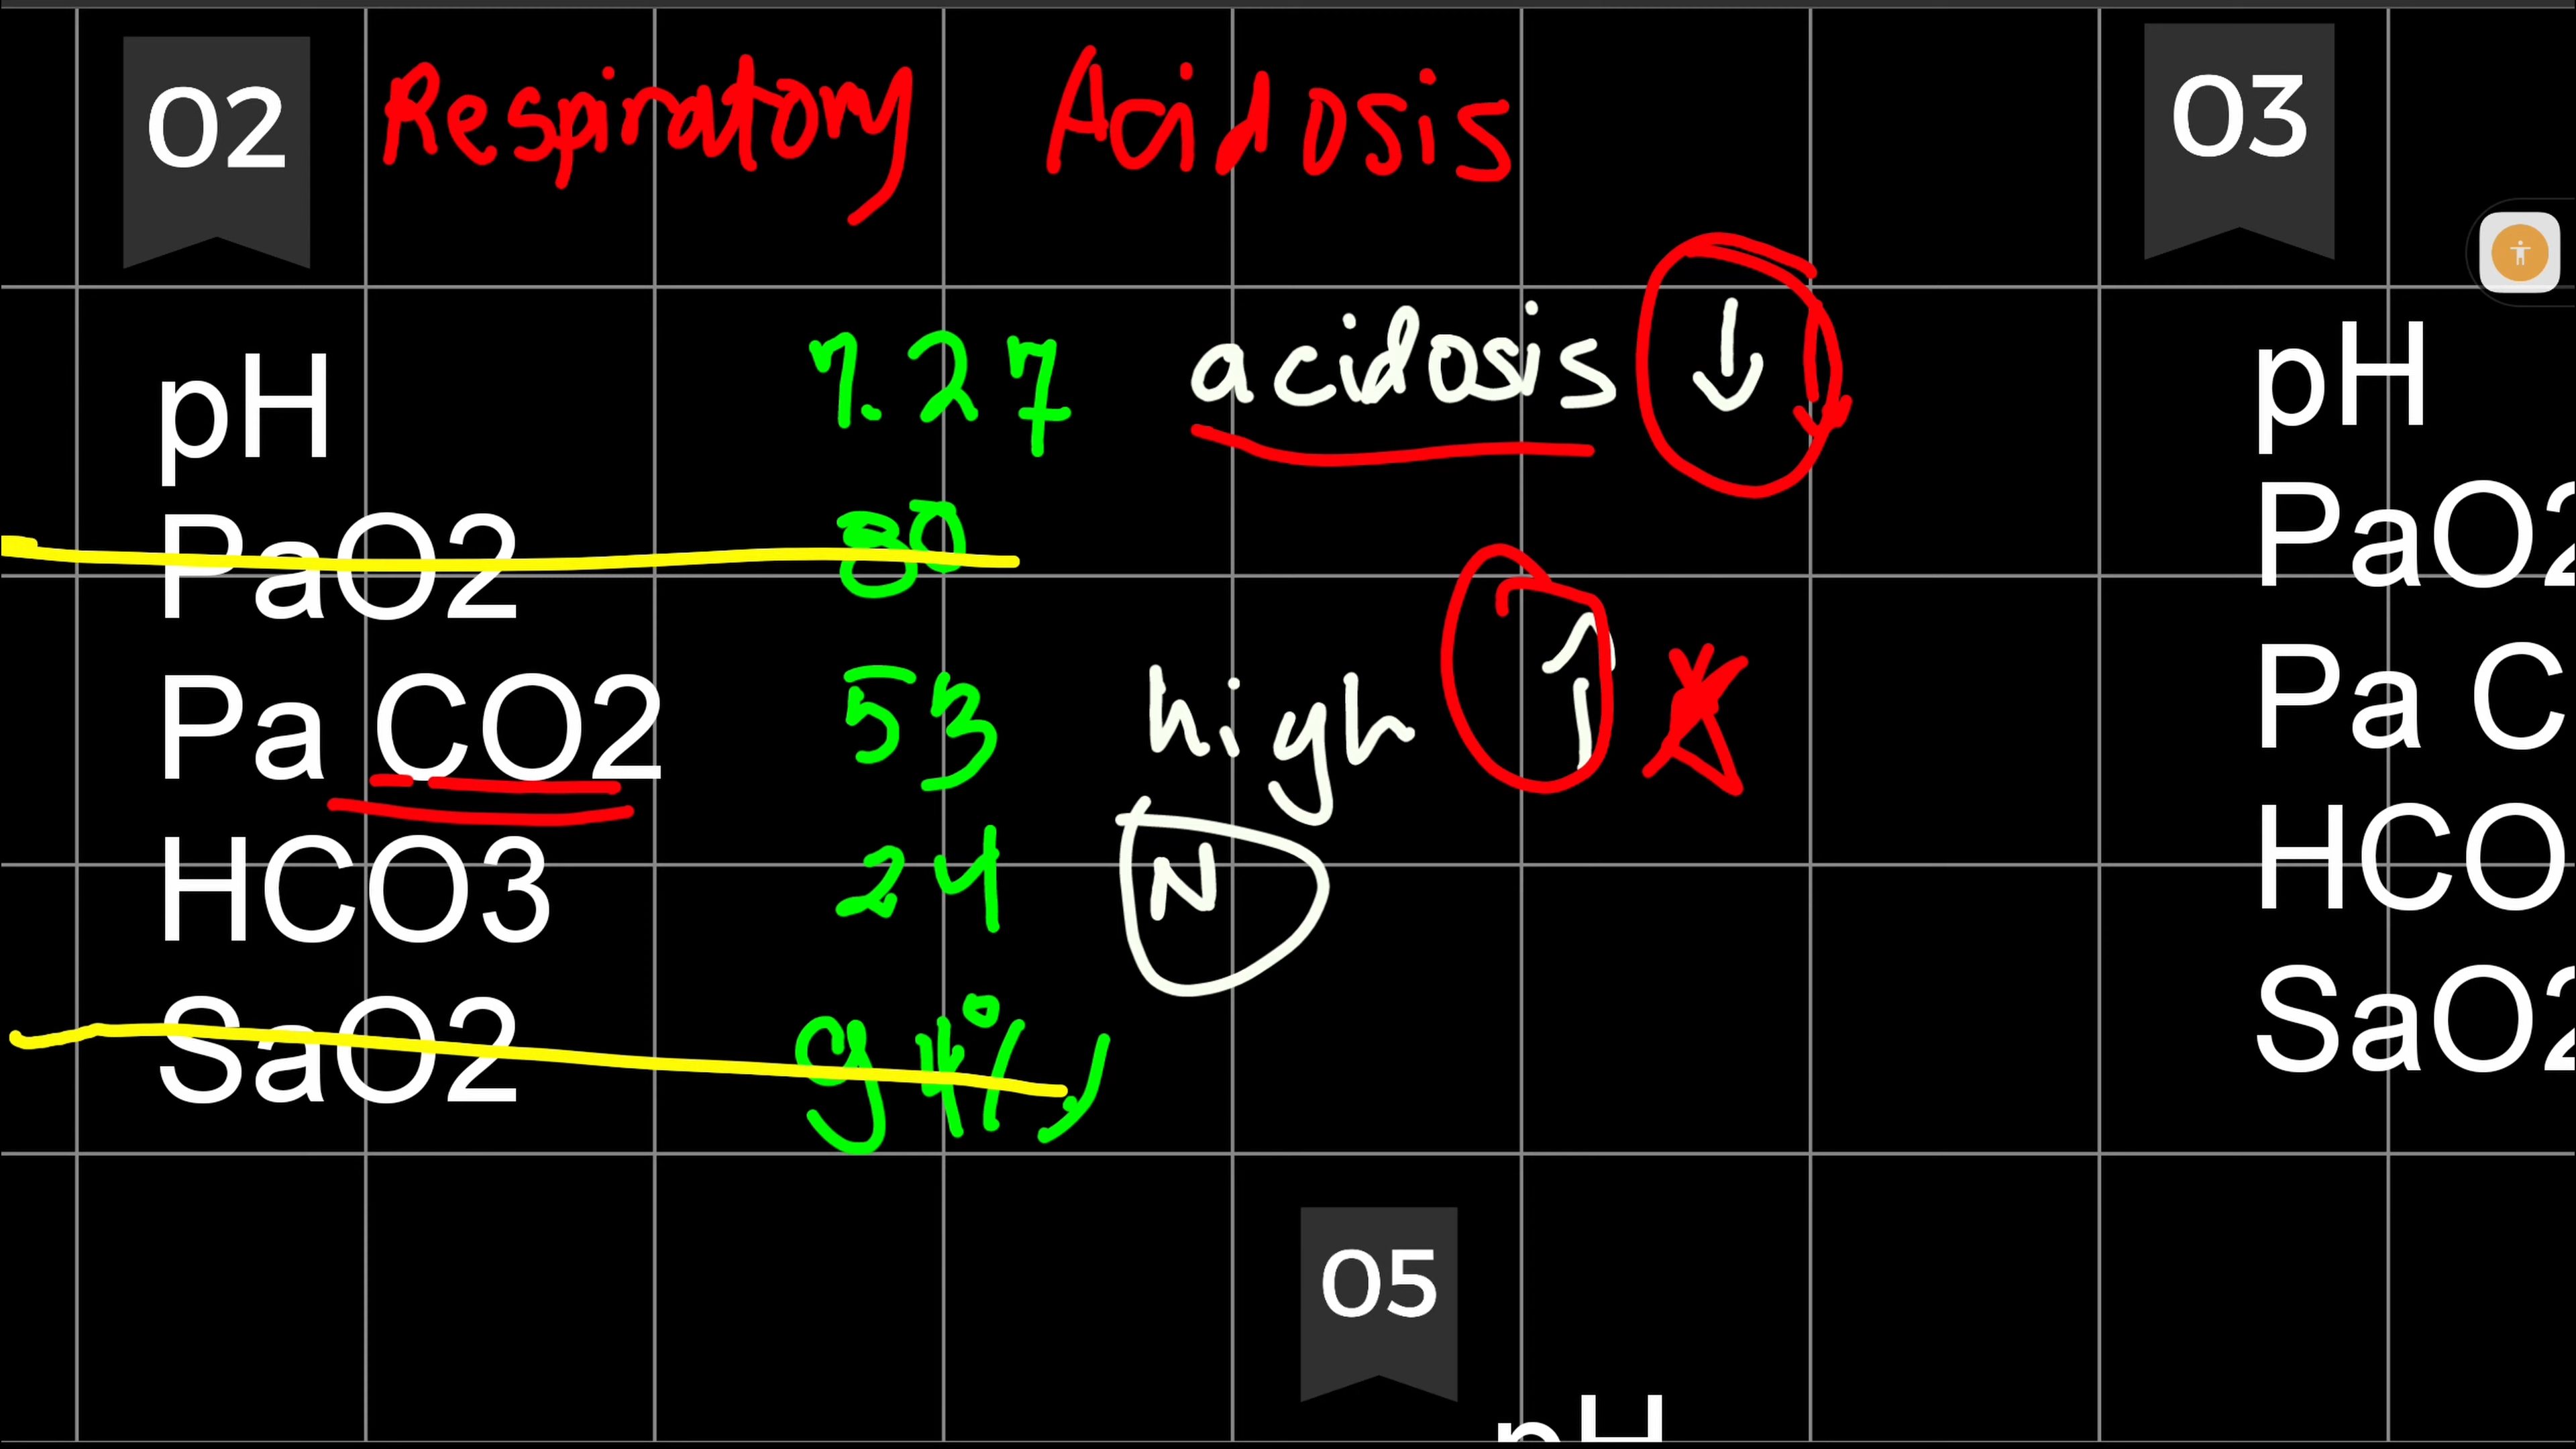 02 Respiratory Acidosis
03
pH 7.27 acidosis ↓
PaO2 80
Pa CO2 53 high ↑
HCO3 24 N
SaO2 94%
pH
PaO2
Pa C
HCO
SaO2
05
pH